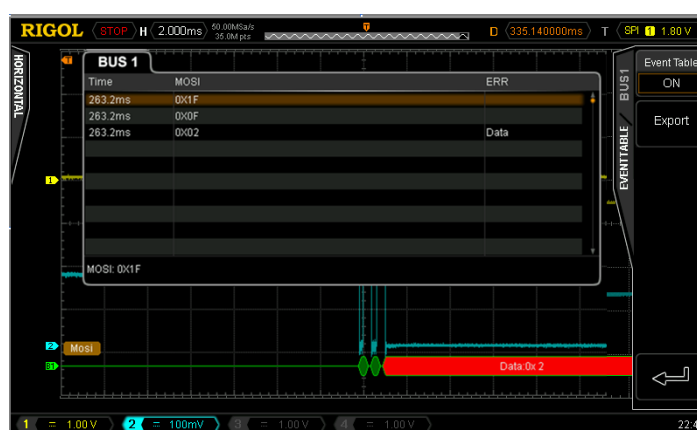 RIGOL STOP H 2.000ms 50.00MSa/s 35.0M pts D 335.140000ms T SPI 1 1.80 V
HORIZONTAL
BUS 1
Time MOSI ERR
263.2ms 0X1F
263.2ms 0X0F
263.2ms 0X02 Data
MOSI: 0X1F
BUS1
EVENTTABLE
Event Table
ON
Export
1
2 Mosi
B1 Data:0x 2
1 = 1.00 V 2 = 100mV 3 = 1.00 V 4 = 1.00 V 22:4